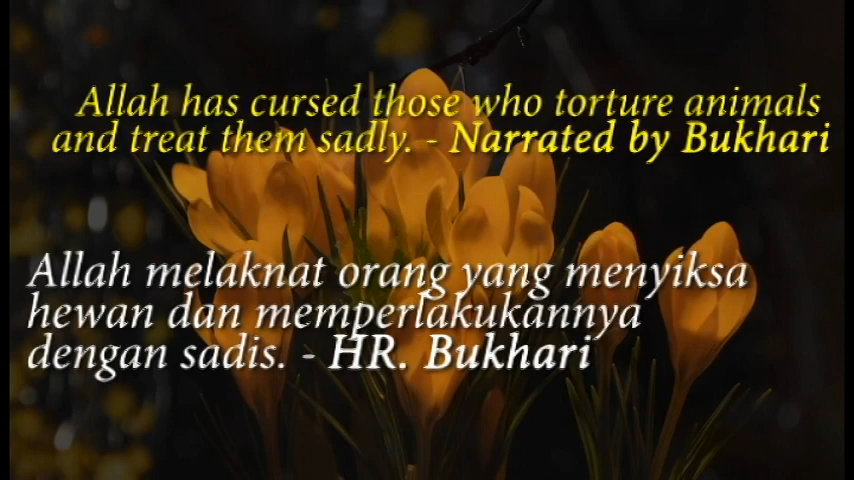 Allah has cursed those who torture animals
and treat them sadly. - Narrated by Bukhari
Allah melaknat orang yang menyiksa
hewan dan memperlakukannya
dengan sadis. - HR. Bukhari